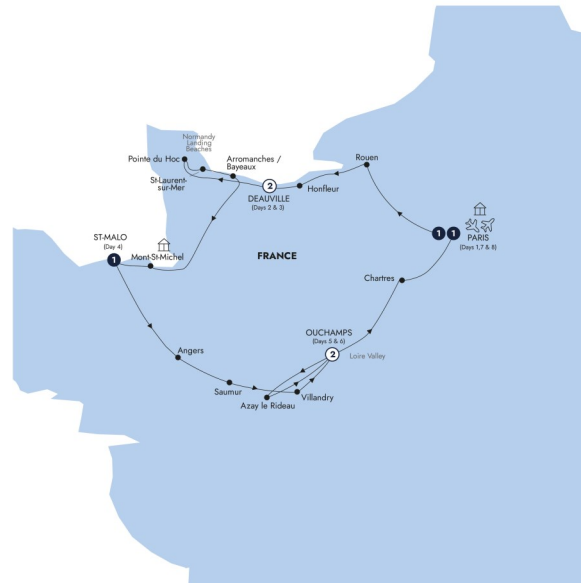 Normandy
Landing
Beaches
Pointe du Hoc
Arromanches /
Bayeaux
St-Laurent-
sur-Mer
2
DEAUVILLE
(Days 2 & 3)
Honfleur
Rouen
1
1
PARIS
(Days 1,7 & 8)
ST-MALO
(Day 4)
1
Mont-St-Michel
FRANCE
Chartres
OUCHAMPS
(Days 5 & 6)
2
Loire Valley
Angers
Saumur
Azay le Rideau
Villandry